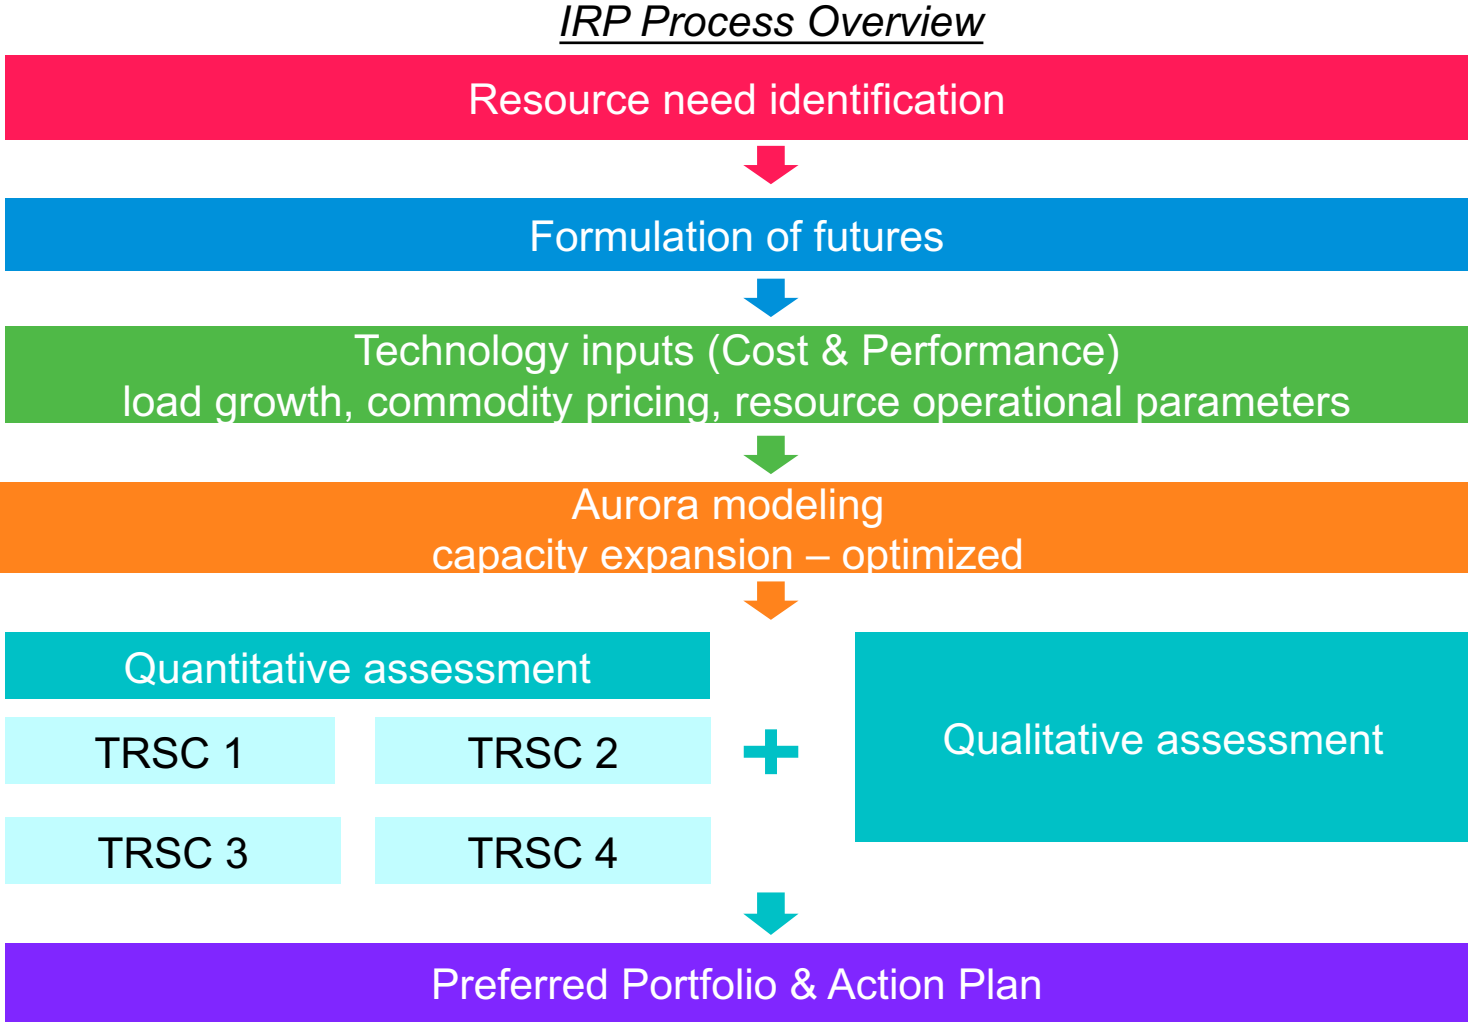 IRP Process Overview
Resource need identification
Formulation of futures
Technology inputs (Cost & Performance)
load growth, commodity pricing, resource operational parameters
Aurora modeling
capacity expansion – optimized
Quantitative assessment
TRSC 1
TRSC 2
TRSC 3
TRSC 4
+
Qualitative assessment
Preferred Portfolio & Action Plan